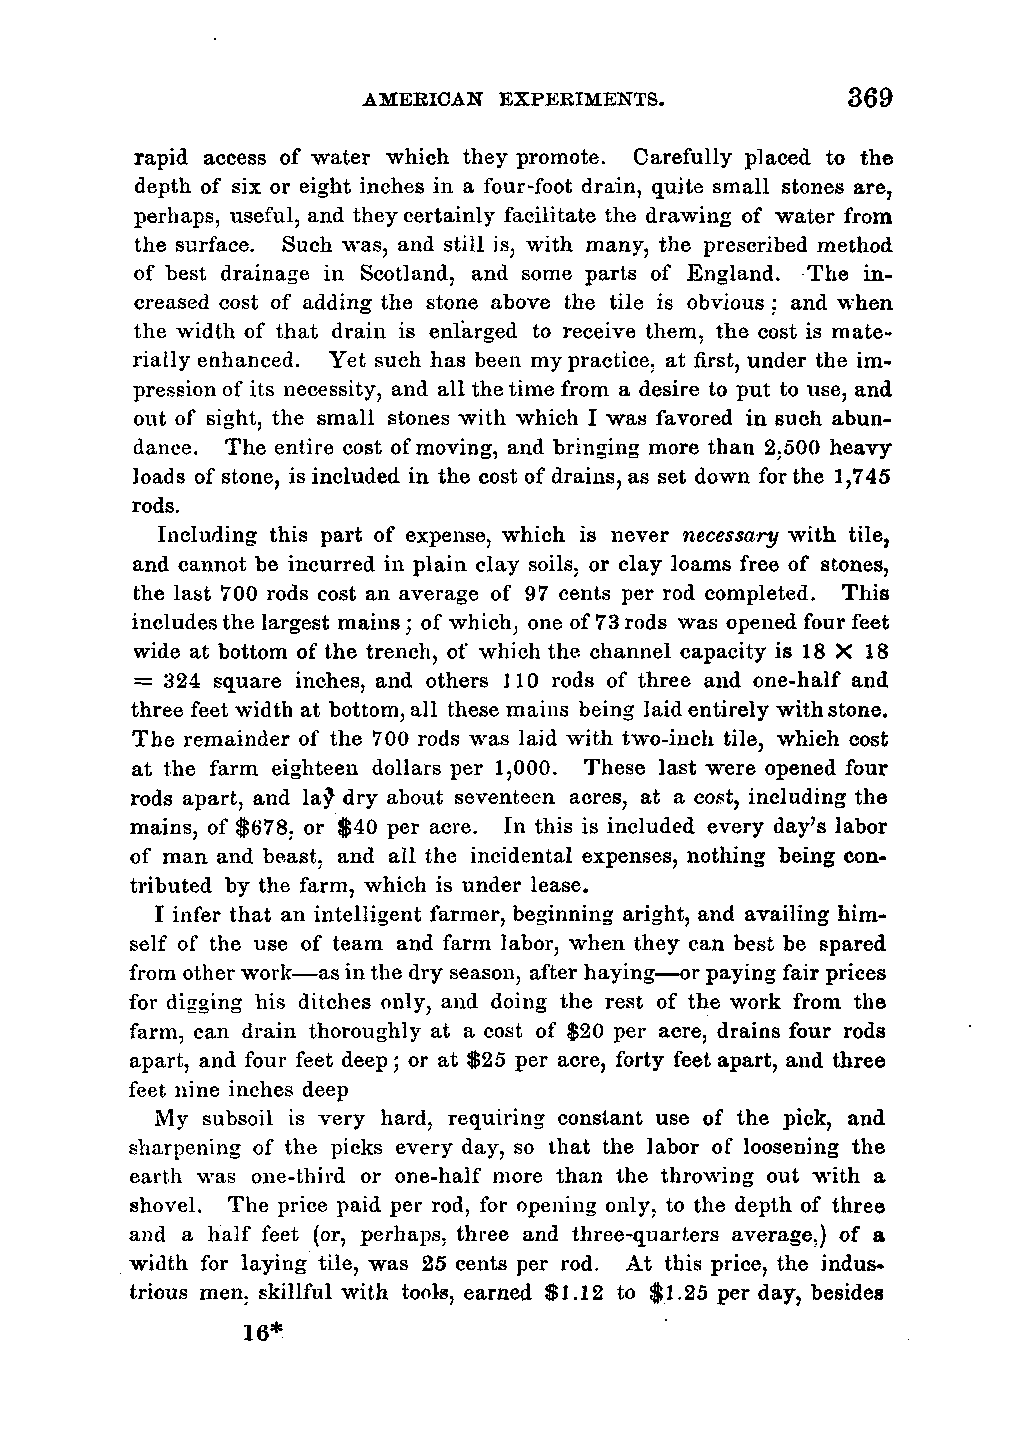 AMERICAN EXPERIMENTS. 369
rapid access of water which they promote. Carefully placed to the
depth of six or eight inches in a four-foot drain, quite small stones are,
perhaps, useful, and they certainly facilitate the drawing of water from
the surface. Such was, and still is, with many, the prescribed method
of best drainage in Scotland, and some parts of England. The in-
creased cost of adding the stone above the tile is obvious; and when
the width of that drain is enlarged to receive them, the cost is mate-
rially enhanced. Yet such has been my practice, at first, under the im-
pression of its necessity, and all the time from a desire to put to use, and
out of sight, the small stones with which I was favored in such abun-
dance. The entire cost of moving, and bringing more than 2,500 heavy
loads of stone, is included in the cost of drains, as set down for the 1,745
rods.
Including this part of expense, which is never necessary with tile,
and cannot be incurred in plain clay soils, or clay loams free of stones,
the last 700 rods cost an average of 97 cents per rod completed. This
includes the largest mains; of which, one of 73 rods was opened four feet
wide at bottom of the trench, of which the channel capacity is 18 × 18
= 324 square inches, and others 110 rods of three and one-half and
three feet width at bottom, all these mains being laid entirely with stone.
The remainder of the 700 rods was laid with two-inch tile, which cost
at the farm eighteen dollars per 1,000. These last were opened four
rods apart, and lay dry about seventeen acres, at a cost, including the
mains, of $678, or $40 per acre. In this is included every day's labor
of man and beast, and all the incidental expenses, nothing being con-
tributed by the farm, which is under lease.
I infer that an intelligent farmer, beginning aright, and availing him-
self of the use of team and farm labor, when they can best be spared
from other work—as in the dry season, after haying—or paying fair prices
for digging his ditches only, and doing the rest of the work from the
farm, can drain thoroughly at a cost of $20 per acre, drains four rods
apart, and four feet deep; or at $25 per acre, forty feet apart, and three
feet nine inches deep
My subsoil is very hard, requiring constant use of the pick, and
sharpening of the picks every day, so that the labor of loosening the
earth was one-third or one-half more than the throwing out with a
shovel. The price paid per rod, for opening only, to the depth of three
and a half feet (or, perhaps, three and three-quarters average,) of a
width for laying tile, was 25 cents per rod. At this price, the indus-
trious men, skillful with tools, earned $1.12 to $1.25 per day, besides
16*